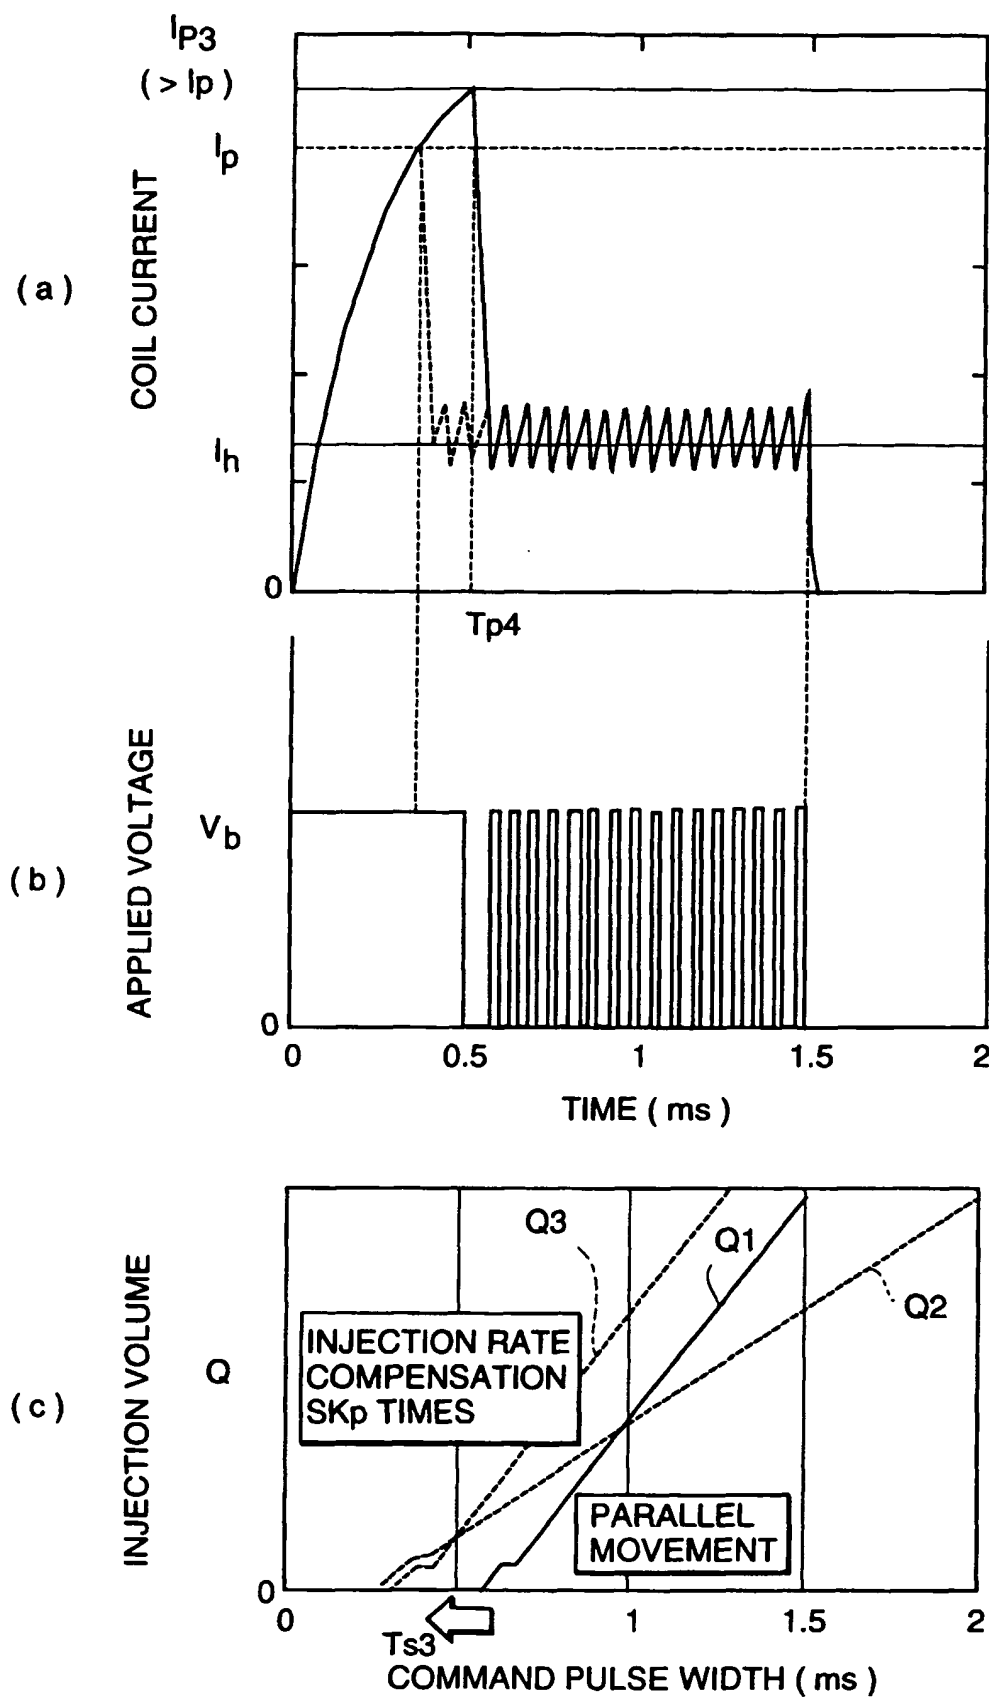 IP3
( > Ip )
Ip
( a )
COIL CURRENT
Ih
0
Tp4
( b )
APPLIED VOLTAGE
Vb
0
0 0.5 1 1.5 2
TIME ( ms )
( c )
INJECTION VOLUME
Q
Q3
Q1
Q2
INJECTION RATE
COMPENSATION
SKp TIMES
PARALLEL
MOVEMENT
0
0 1 1.5 2
Ts3
COMMAND PULSE WIDTH ( ms )